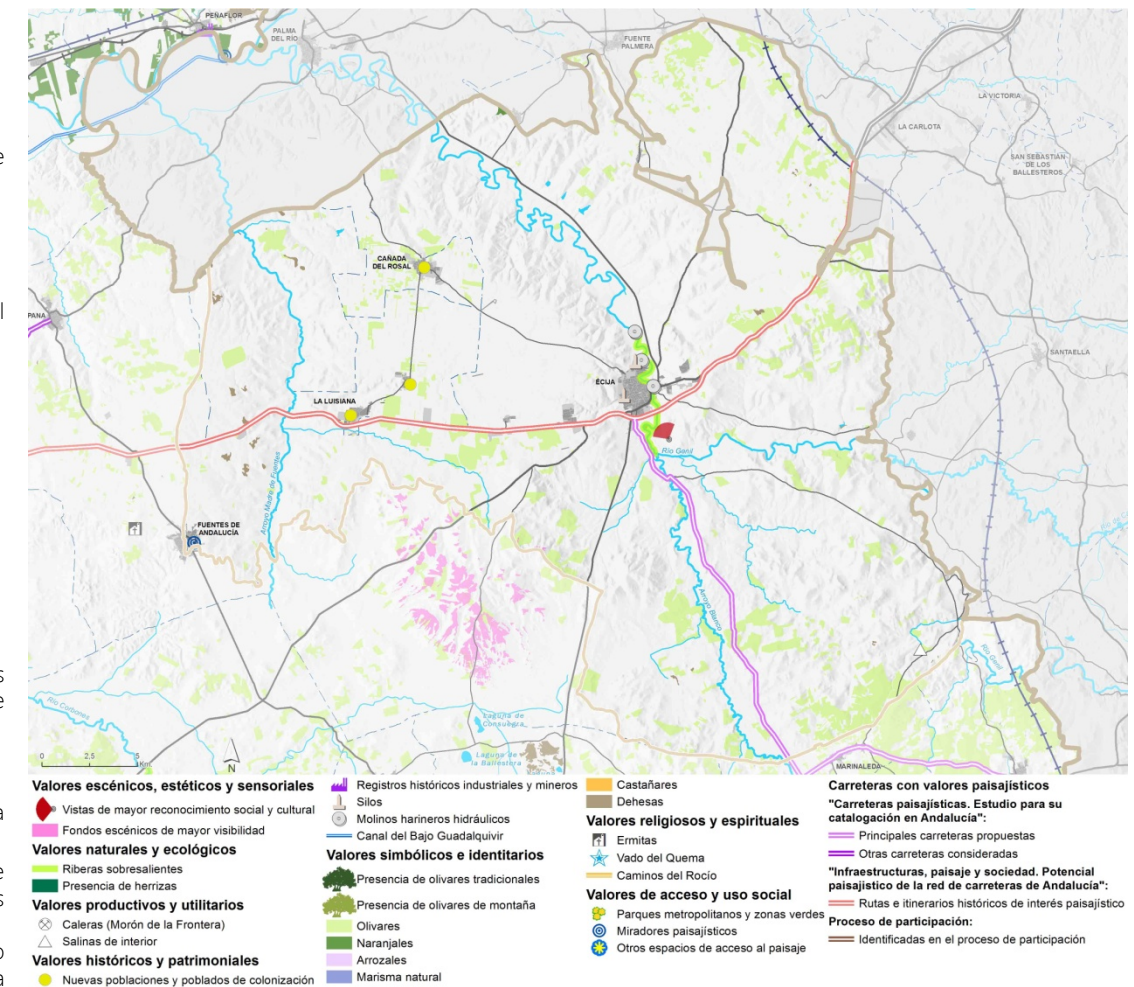 PEÑAFLOR
PALMA
DEL RÍO
FUENTE
PALMERA
LA VICTORIA
LA CARLOTA
SAN SEBASTIÁN
DE LOS
BALLESTEROS
CAÑADA
DEL ROSAL
PANA
SANTAELLA
ÉCIJA
LA LUISIANA
Río Genil
Arroyo Madre de Fuentes
FUENTES DE
ANDALUCÍA
Arroyo Blanco
Río Genil
Río Corbones
Laguna de
Consuegra
Laguna de
la Ballestera
MARINALEDA
0 2,5 5
Km.
N
e
l
s
e
a
e
s
o
a
Valores escénicos, estéticos y sensoriales
Vistas de mayor reconocimiento social y cultural
Fondos escénicos de mayor visibilidad
Valores naturales y ecológicos
Riberas sobresalientes
Presencia de herrizas
Valores productivos y utilitarios
Caleras (Morón de la Frontera)
Salinas de interior
Valores históricos y patrimoniales
Nuevas poblaciones y poblados de colonización
Registros históricos industriales y mineros
Silos
Molinos harineros hidráulicos
Canal del Bajo Guadalquivir
Valores simbólicos e identitarios
Presencia de olivares tradicionales
Presencia de olivares de montaña
Olivares
Naranjales
Arrozales
Marisma natural
Castañares
Dehesas
Valores religiosos y espirituales
Ermitas
Vado del Quema
Caminos del Rocío
Valores de acceso y uso social
Parques metropolitanos y zonas verdes
Miradores paisajísticos
Otros espacios de acceso al paisaje
Carreteras con valores paisajísticos
"Carreteras paisajísticas. Estudio para su
catalogación en Andalucía":
Principales carreteras propuestas
Otras carreteras consideradas
"Infraestructuras, paisaje y sociedad. Potencial
paisajístico de la red de carreteras de Andalucía":
Rutas e itinerarios históricos de interés paisajístico
Proceso de participación:
Identificadas en el proceso de participación